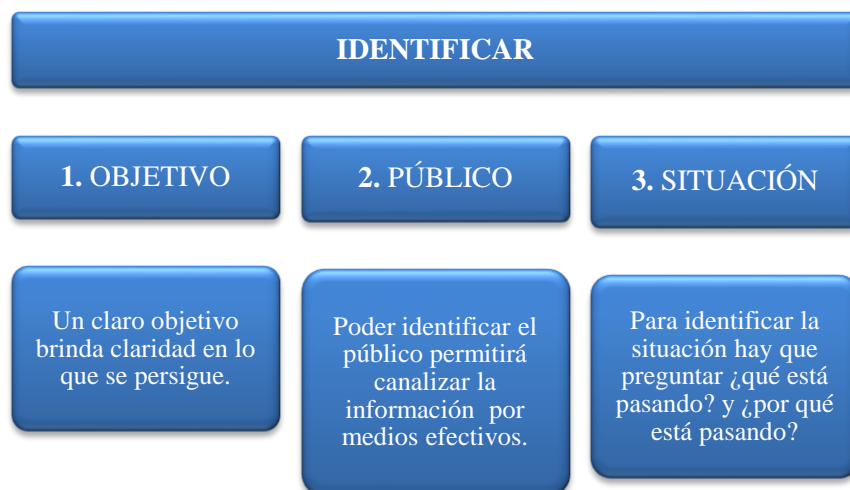 IDENTIFICAR
1. OBJETIVO
2. PÚBLICO
3. SITUACIÓN
Un claro objetivo
brinda claridad en lo
que se persigue.
Poder identificar el
público permitirá
canalizar la
información por
medios efectivos.
Para identificar la
situación hay que
preguntar ¿qué está
pasando? y ¿por qué
está pasando?